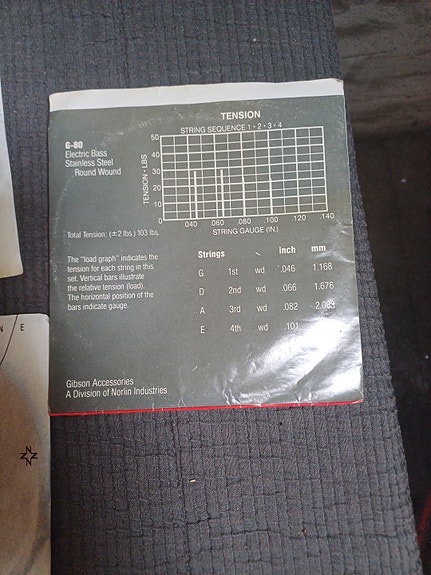 TENSION
STRING SEQUENCE 1 • 2 • 3 • 4
G-80
Electric Bass
Stainless Steel
Round Wound
TENSION • LBS
50
40
30
20
10
0
.040 .060 .080 .100 .120 .140
STRING GAUGE (IN.)
Total Tension: (±2 lbs.) 103 lbs.
The "load graph" indicates the
tension for each string in this
set. Vertical bars illustrate
the relative tension (load).
The horizontal position of the
bars indicate gauge.
Strings inch mm
G 1st wd .046 1.168
D 2nd wd .066 1.676
A 3rd wd .082 2.083
E 4th wd .101
Gibson Accessories
A Division of Norlin Industries
N E